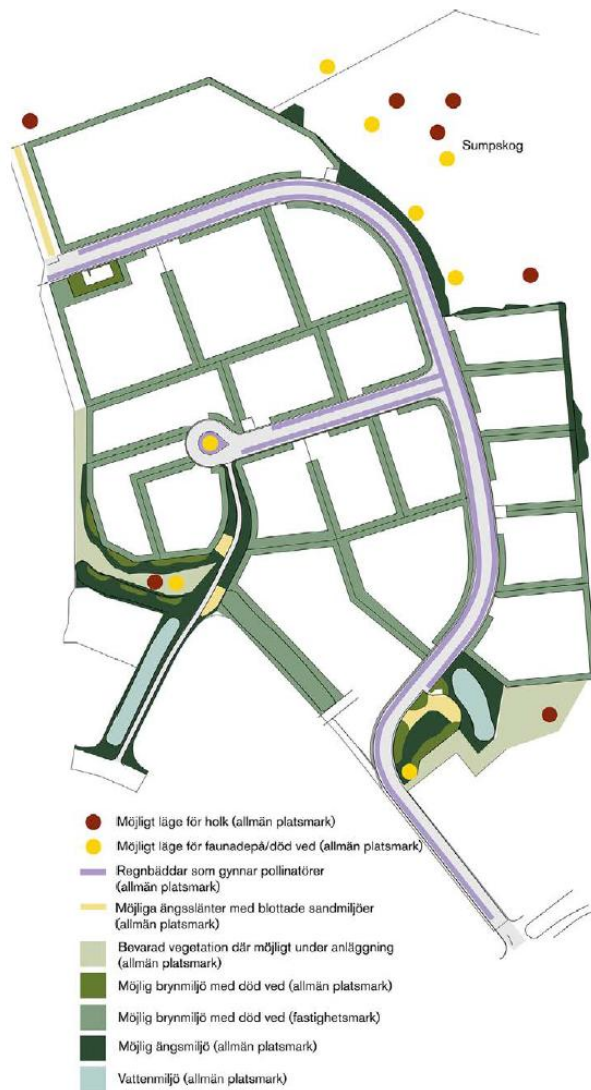 Sumpskog
Möjligt läge för holk (allmän platsmark)
Möjligt läge för faunadepå/död ved (allmän platsmark)
Regnbäddar som gynnar pollinatörer
(allmän platsmark)
Möjliga ängsslänter med blottade sandmiljöer
(allmän platsmark)
Bevarad vegetation där möjligt under anläggning
(allmän platsmark)
Möjlig brynmiljö med död ved (allmän platsmark)
Möjlig brynmiljö med död ved (fastighetsmark)
Möjlig ängsmiljö (allmän platsmark)
Vattenmiljö (allmän platsmark)